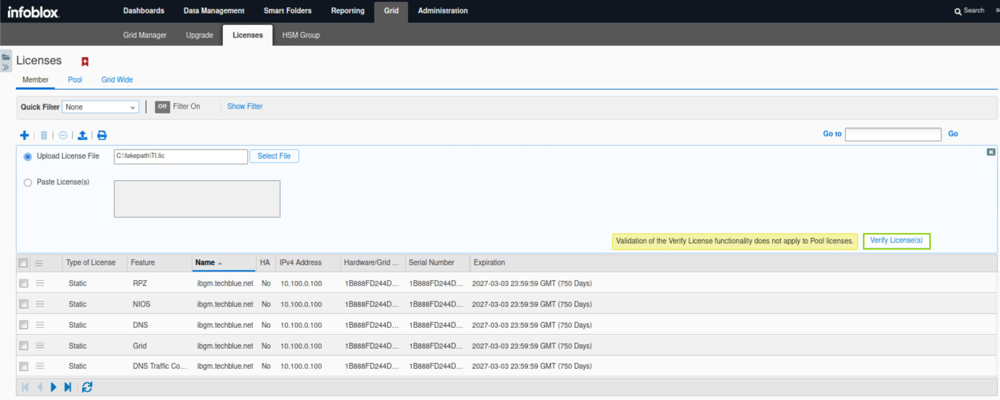 infoblox Dashboards Data Management Smart Folders Reporting Grid Administration Search
Grid Manager Upgrade Licenses HSM Group
Licenses
Member Pool Grid Wide
Quick Filter None Off Filter On Show Filter
Go to Go
Upload License File C:\fakepath\TI.lic Select File
Paste License(s)
Validation of the Verify License functionality does not apply to Pool licenses. Verify License(s)
Type of License Feature Name HA IPv4 Address Hardware/Grid ... Serial Number Expiration
Static RPZ ibgm.techblue.net No 10.100.0.100 1B888FD244D... 1B888FD244D... 2027-03-03 23:59:59 GMT (750 Days)
Static NIOS ibgm.techblue.net No 10.100.0.100 1B888FD244D... 1B888FD244D... 2027-03-03 23:59:59 GMT (750 Days)
Static DNS ibgm.techblue.net No 10.100.0.100 1B888FD244D... 1B888FD244D... 2027-03-03 23:59:59 GMT (750 Days)
Static Grid ibgm.techblue.net No 10.100.0.100 1B888FD244D... 1B888FD244D... 2027-03-03 23:59:59 GMT (750 Days)
Static DNS Traffic Co... ibgm.techblue.net No 10.100.0.100 1B888FD244D... 1B888FD244D... 2027-03-03 23:59:59 GMT (750 Days)